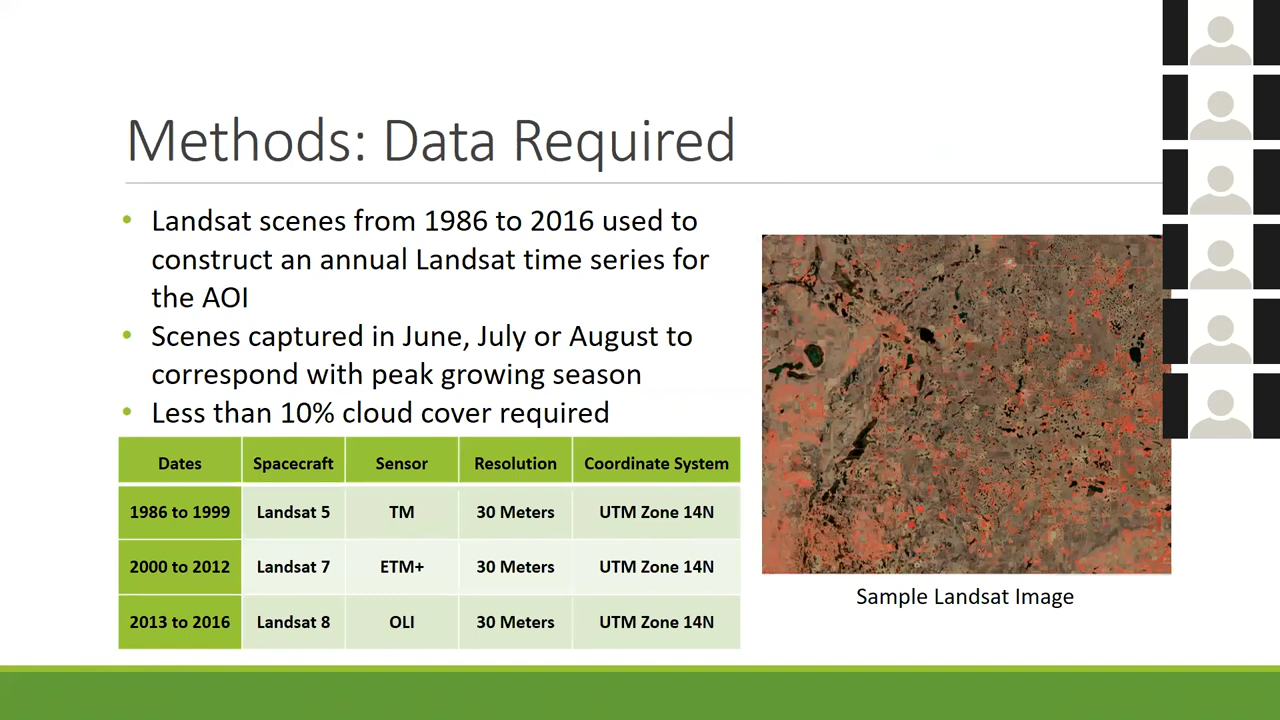 Methods: Data Required
• Landsat scenes from 1986 to 2016 used to
construct an annual Landsat time series for
the AOI
• Scenes captured in June, July or August to
correspond with peak growing season
• Less than 10% cloud cover required
Dates Spacecraft Sensor Resolution Coordinate System
1986 to 1999 Landsat 5 TM 30 Meters UTM Zone 14N
2000 to 2012 Landsat 7 ETM+ 30 Meters UTM Zone 14N
2013 to 2016 Landsat 8 OLI 30 Meters UTM Zone 14N
Sample Landsat Image